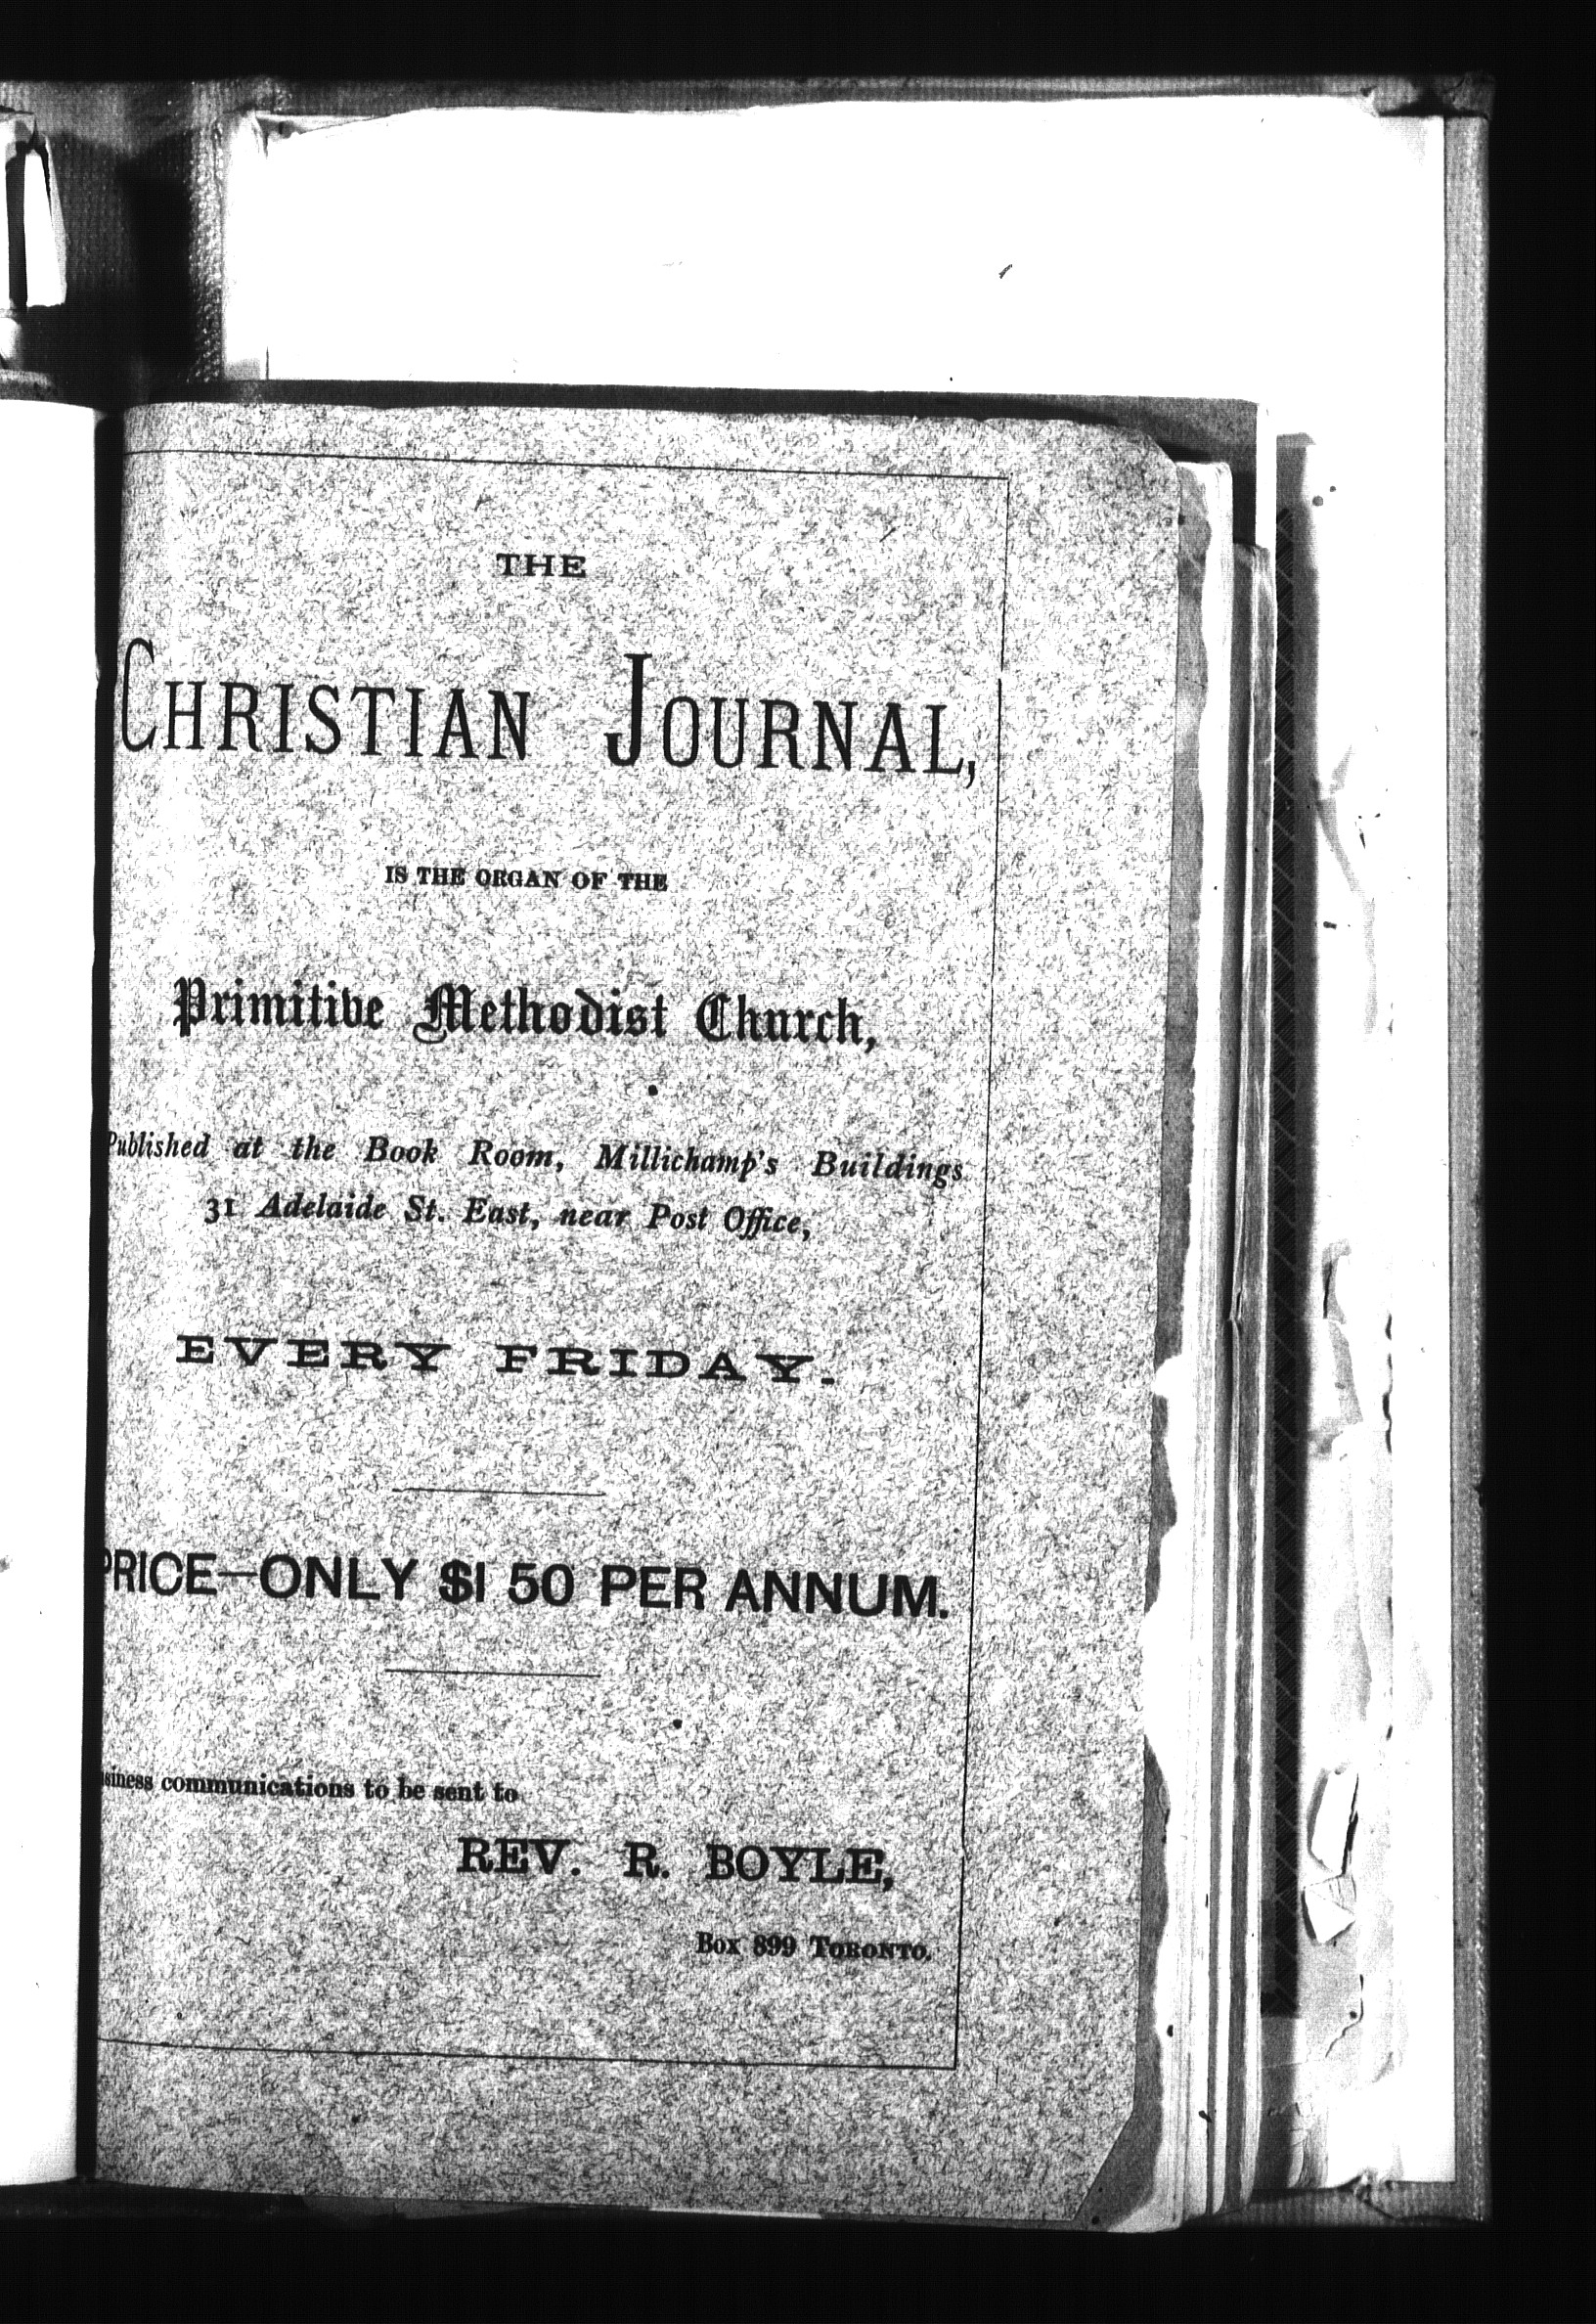 THE
CHRISTIAN JOURNAL,
IS THE ORGAN OF THE
Primitive Methodist Church,
Published at the Book Room, Millichamp's Buildings
31 Adelaide St. East, near Post Office,
EVERY FRIDAY.
PRICE—ONLY $1 50 PER ANNUM.
siness communications to be sent to
REV. R. BOYLE,
BOX 899 TORONTO.